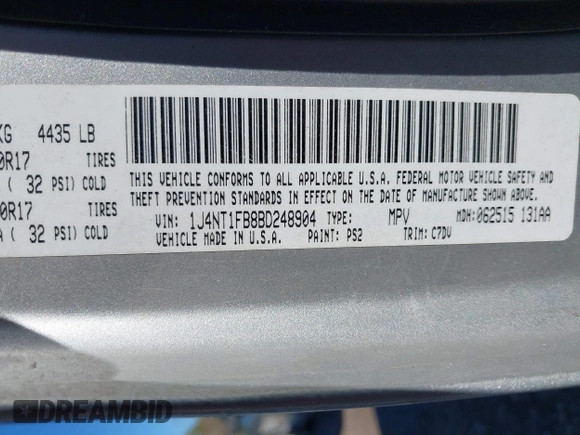 KG 4435 LB
0R17 TIRES
( 32 PSI) COLD
0R17 TIRES
A ( 32 PSI) COLD
THIS VEHICLE CONFORMS TO ALL APPLICABLE U.S.A. FEDERAL MOTOR VEHICLE SAFETY AND
THEFT PREVENTION STANDARDS IN EFFECT ON THE DATE OF MANUFACTURE SHOWN ABOVE.
VIN: 1J4NT1FB8BD248904 TYPE: MPV MDH: 062515 131AA
VEHICLE MADE IN U.S.A. PAINT: PS2 TRIM: C7DV
DREAMBID